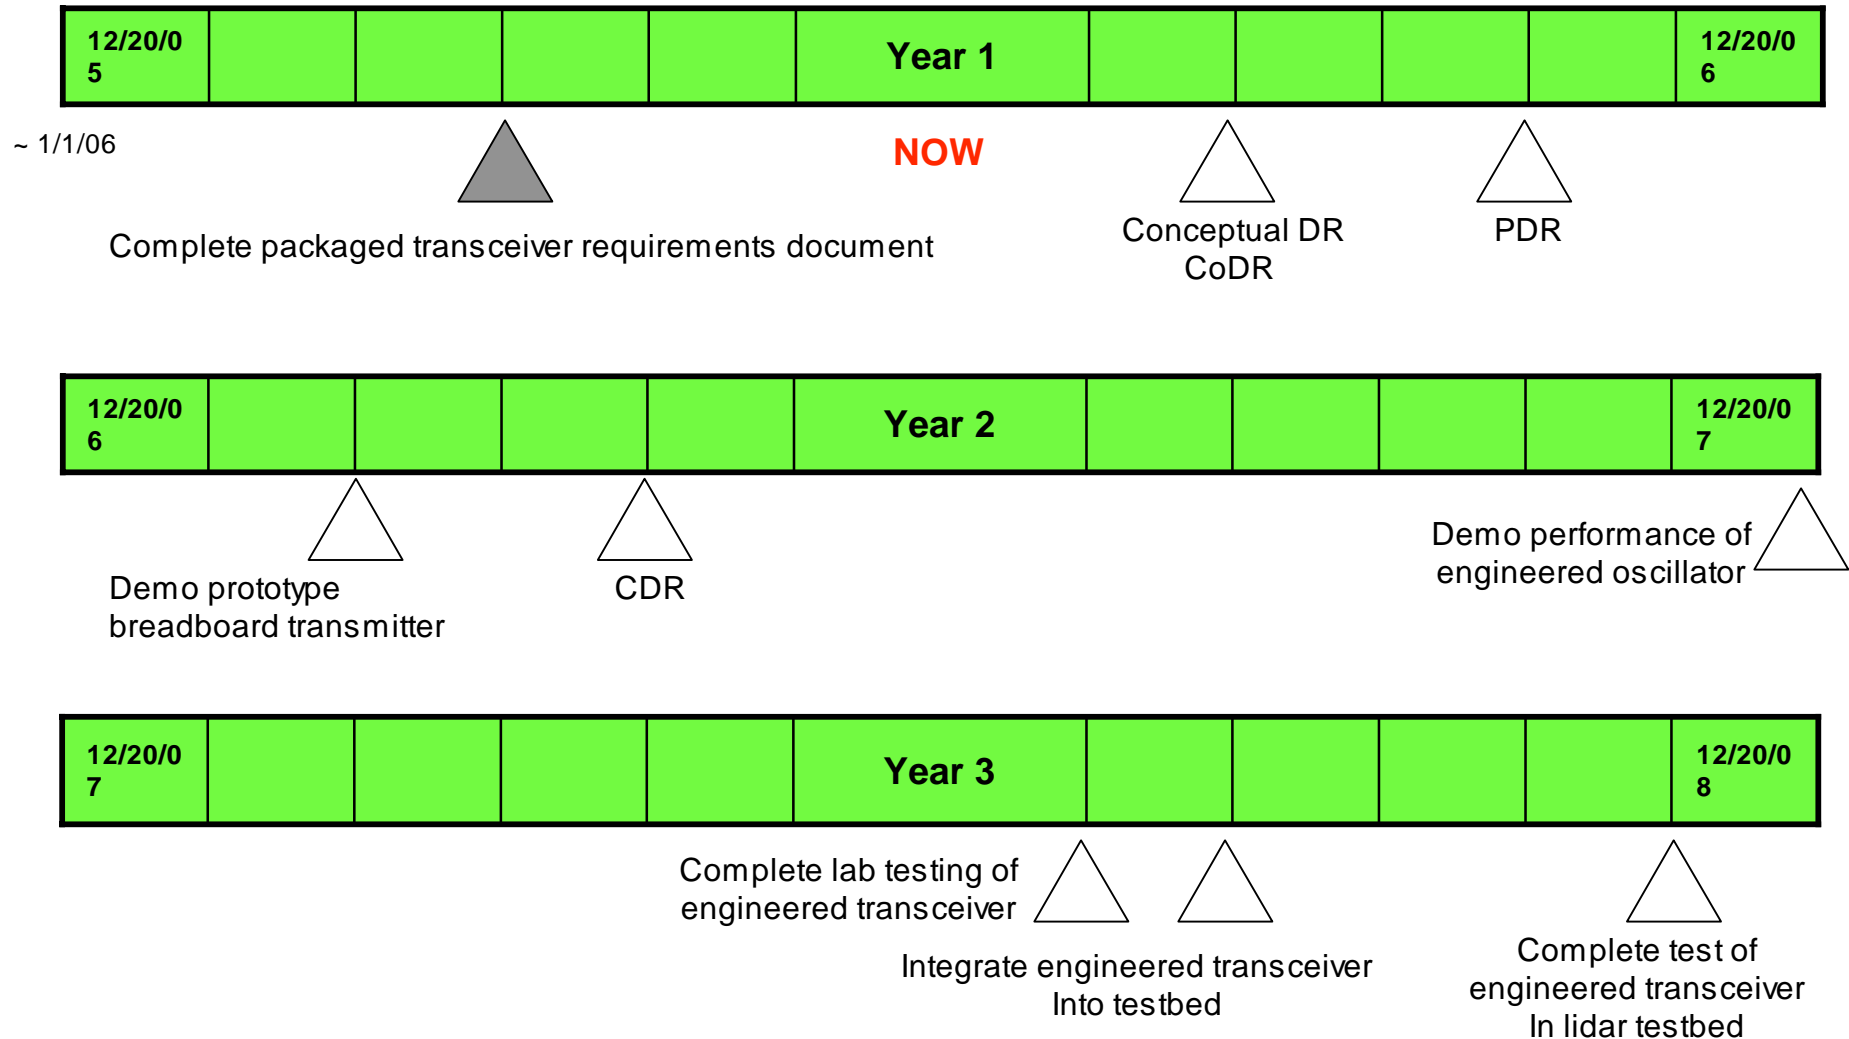 12/20/0
5
Year 1
12/20/0
6
~ 1/1/06
NOW
Complete packaged transceiver requirements document
Conceptual DR
CoDR
PDR
12/20/0
6
Year 2
12/20/0
7
Demo prototype
breadboard transmitter
CDR
Demo performance of
engineered oscillator
12/20/0
7
Year 3
12/20/0
8
Complete lab testing of
engineered transceiver
Integrate engineered transceiver
Into testbed
Complete test of
engineered transceiver
In lidar testbed